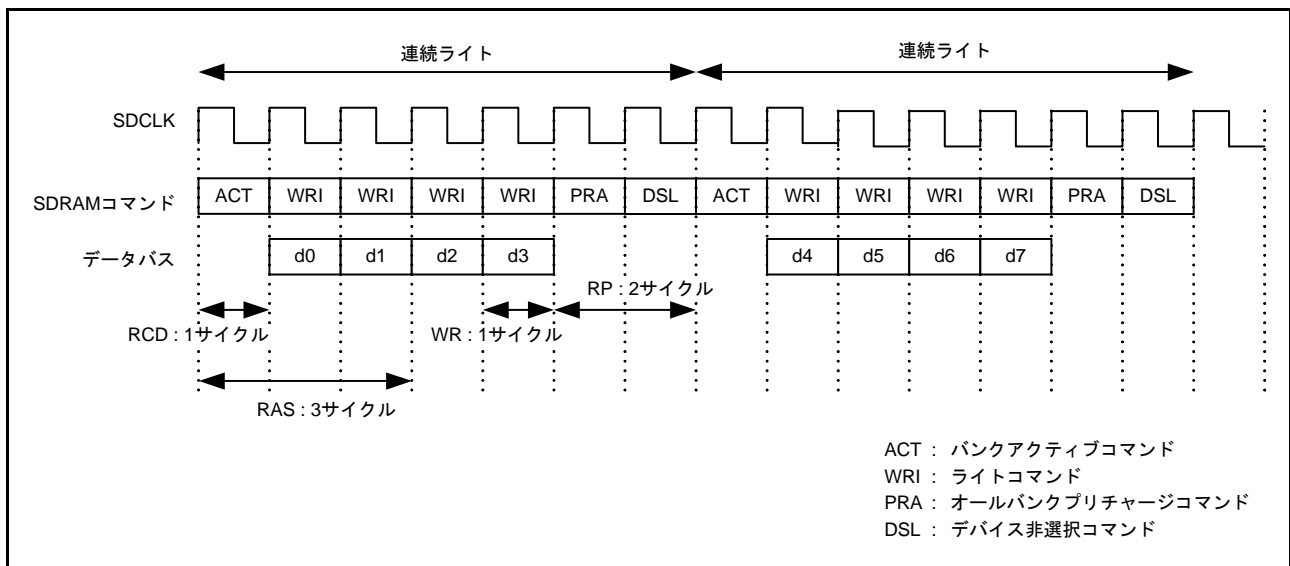 連続ライト 連続ライト
SDCLK
SDRAMコマンド ACT WRI WRI WRI WRI PRA DSL ACT WRI WRI WRI WRI PRA DSL
データバス d0 d1 d2 d3 d4 d5 d6 d7
RP : 2サイクル
RCD : 1サイクル WR : 1サイクル
RAS : 3サイクル
ACT : バンクアクティブコマンド
WRI : ライトコマンド
PRA : オールバンクプリチャージコマンド
DSL : デバイス非選択コマンド